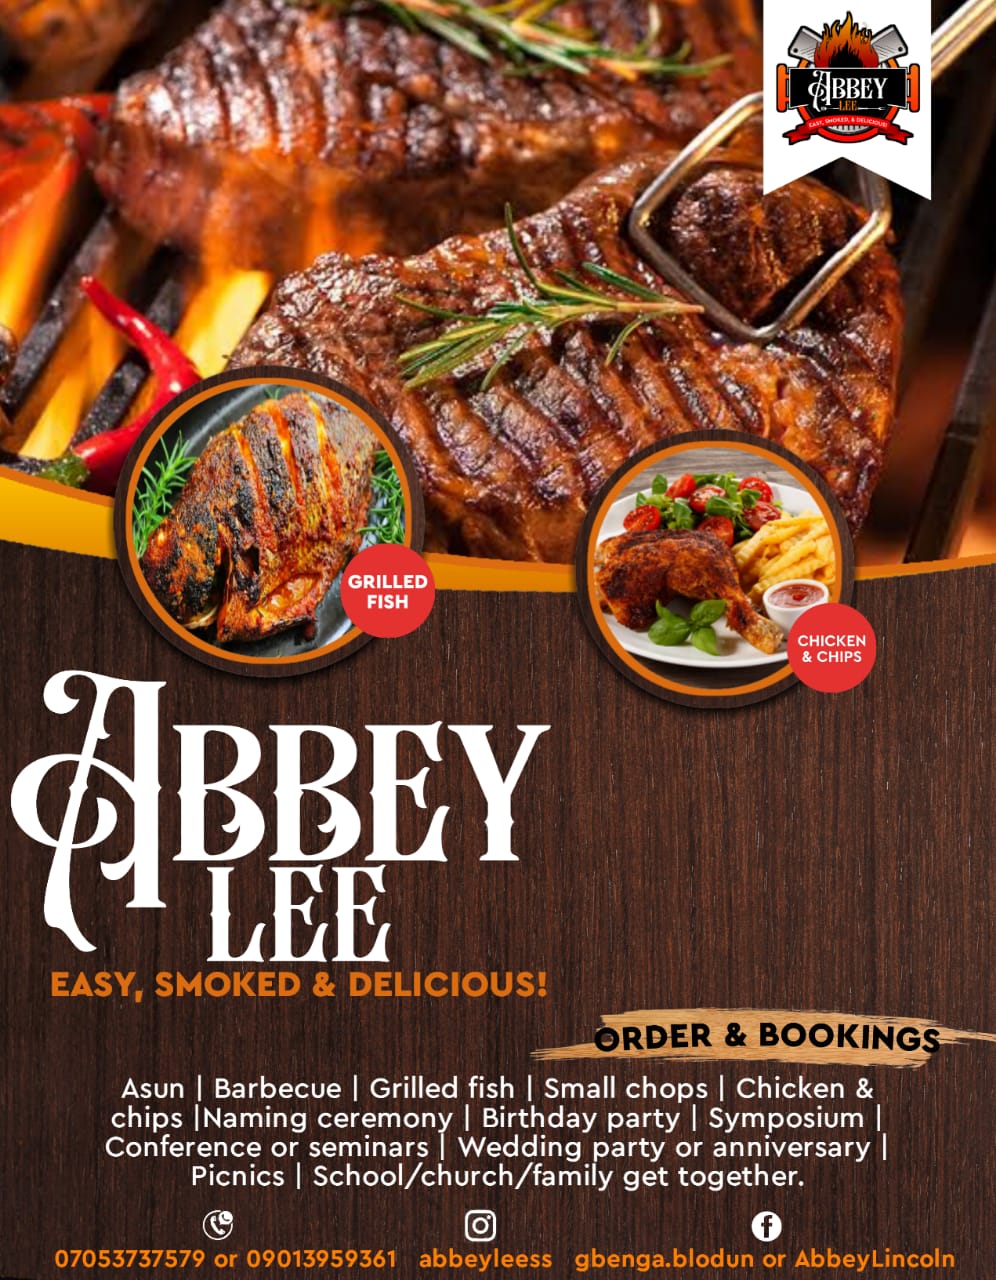 ABBEY
LEE
EASY, SMOKED, & DELICIOUS!
GRILLED
FISH
CHICKEN
& CHIPS
ABBEY
LEE
EASY, SMOKED & DELICIOUS!
ORDER & BOOKINGS
Asun | Barbecue | Grilled fish | Small chops | Chicken &
chips |Naming ceremony | Birthday party | Symposium |
Conference or seminars | Wedding party or anniversary |
Picnics | School/church/family get together.
07053737579 or 09013959361 abbeyleess gbenga.blodun or AbbeyLincoln